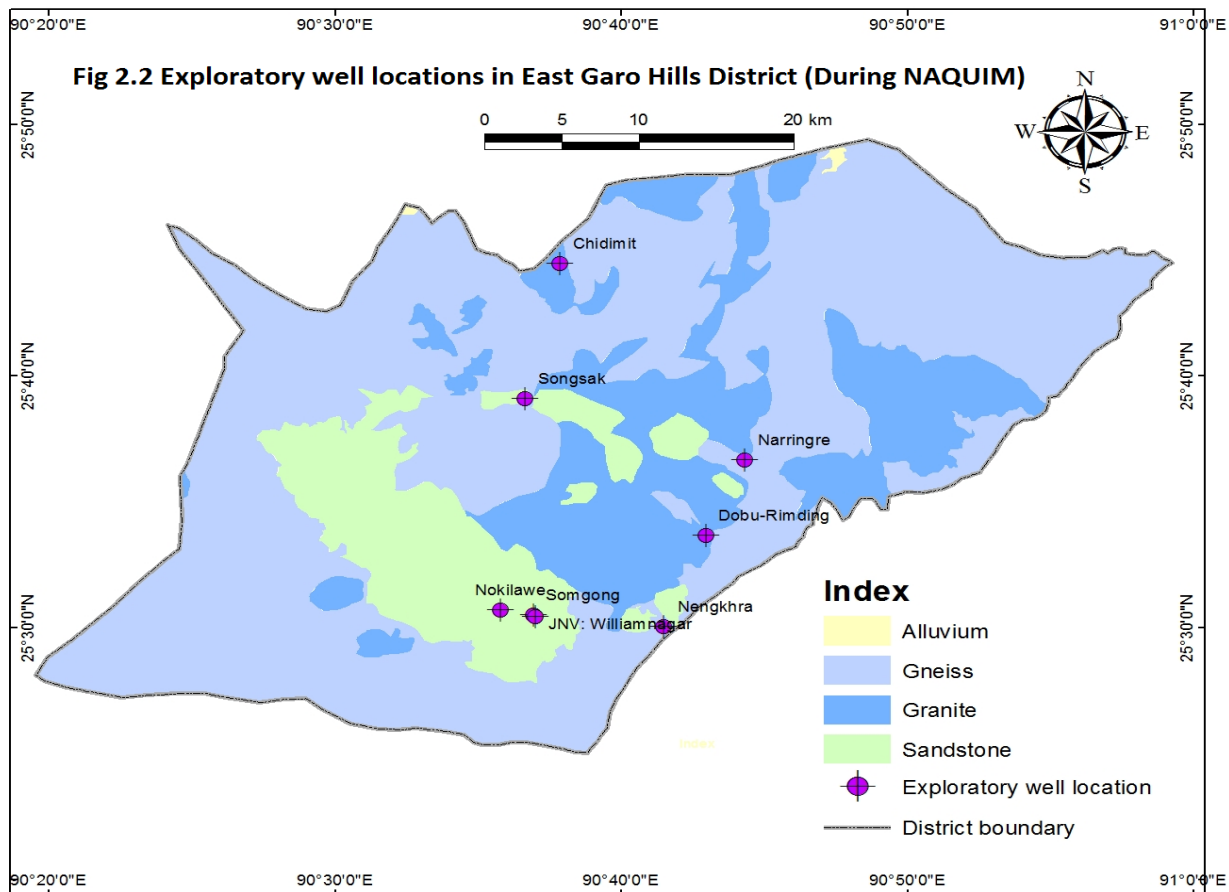 90°20'0"E 90°30'0"E 90°40'0"E 90°50'0"E 91°0'0"E
Fig 2.2 Exploratory well locations in East Garo Hills District (During NAQUIM)
N
W E
S
0 5 10 20 km
25°50'0"N 25°50'0"N
Chidimit
25°40'0"N 25°40'0"N
Songsak
Narringre
Dobu-Rimding
Nokilawe Somgong
Nengkhra
JNV: Williamnagar
25°30'0"N 25°30'0"N
Index
Alluvium
Gneiss
Granite
Sandstone
Exploratory well location
District boundary
Index
90°20'0"E 90°30'0"E 90°40'0"E 90°50'0"E 91°0'0"E